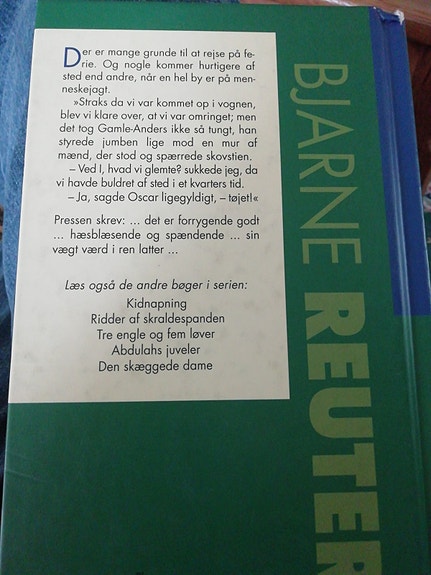 Der er mange grunde til at rejse på fe-
rie. Og nogle kommer hurtigere af
sted end andre, når en hel by er på men-
neskejagt.
»Straks da vi var kommet op i vognen,
blev vi klare over, at vi var omringet; men
det tog Gamle-Anders ikke så tungt, han
styrede jumben lige mod en mur af
mænd, der stod og spærrede skovstien.
– Ved I, hvad vi glemte? sukkede jeg, da
vi havde buldret af sted i et kvarters tid.
– Ja, sagde Oscar ligegyldigt, – tøjet!«
Pressen skrev: ... det er forrygende godt
... hæsblæsende og spændende ... sin
vægt værd i ren latter ...
Læs også de andre bøger i serien:
Kidnapning
Ridder af skraldespanden
Tre engle og fem løver
Abdulahs juveler
Den skæggede dame
BJARNE REUTER